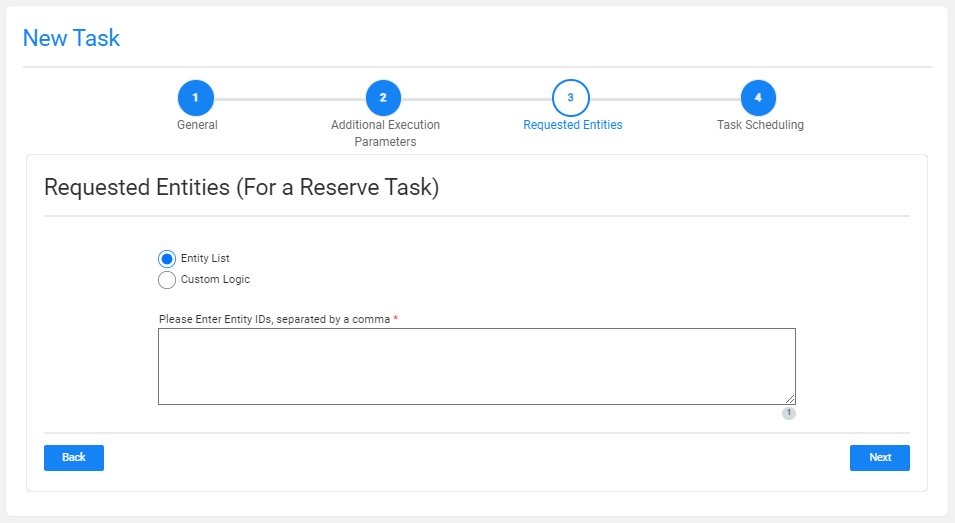 New Task
1
2
3
4
General
Additional Execution
Parameters
Requested Entities
Task Scheduling
Requested Entities (For a Reserve Task)
Entity List
Custom Logic
Please Enter Entity IDs, separated by a comma *
1
Back
Next